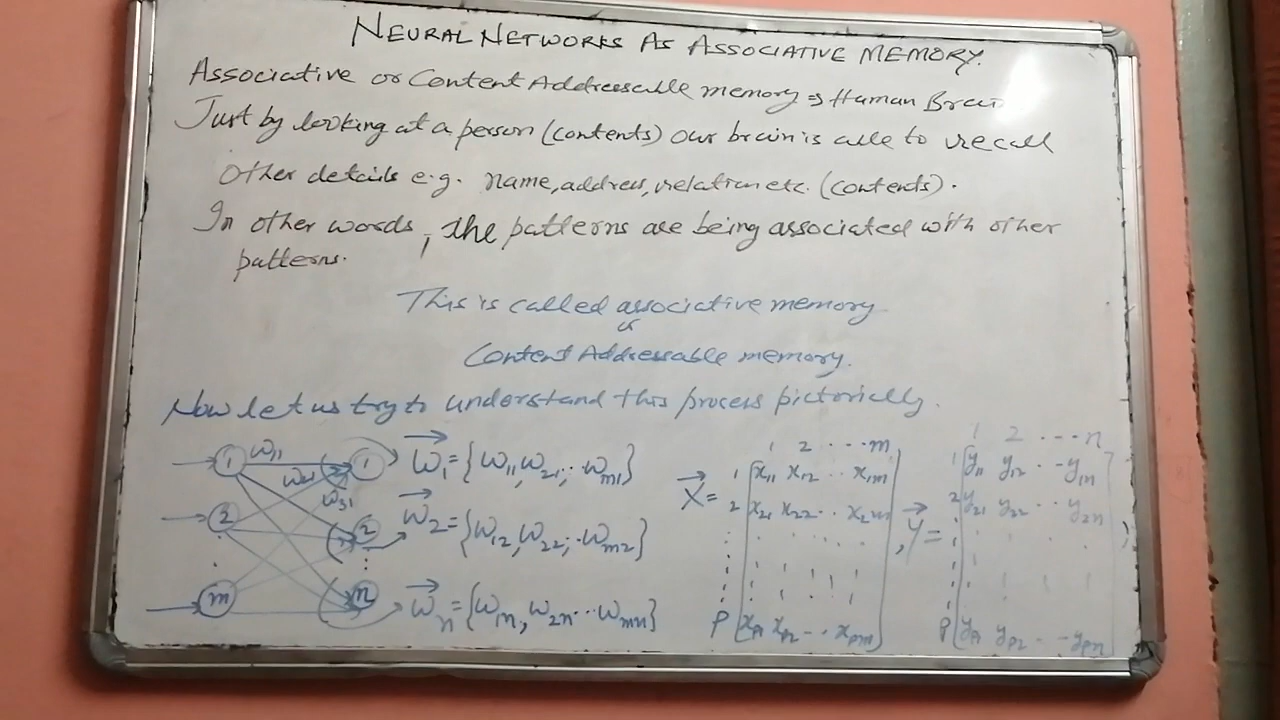 NEURAL NETWORKS AS ASSOCIATIVE MEMORY.
Associative or Content Addressable memory ⇒ Human Brain
Just by looking at a person (contents) our brain is able to recall
other details e.g. name, address, relation etc. (contents).
In other words, the patterns are being associated with other
patterns.
This is called associative memory
or
Content Addressable memory.
Now let us try to understand this process pictorially.
1 w11 w21 w31 1
2 2
m n
w1 = {w11, w21, ... wm1}
w2 = {w12, w22, ... wm2}
wn = {w1n, w2n ... wmn}
X =
1 2 ... m
1 x11 x12 .. x1m
2 x21 x22 .. x2m
P xp1 xp2 -.. xpm
, Y =
1 2 ... n
1 y11 y12 .- y1n
2 y21 y22 .. y2n
P yp1 yp2 .- ypn